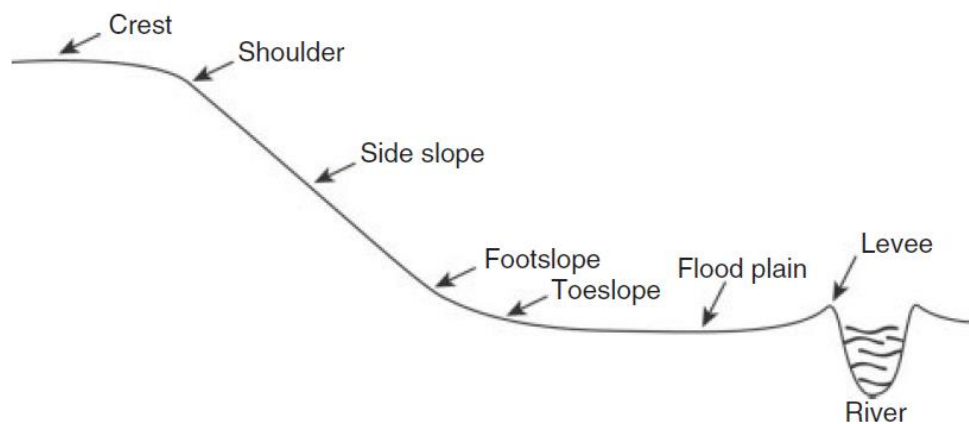 Crest
Shoulder
Side slope
Footslope
Toeslope
Flood plain
Levee
River